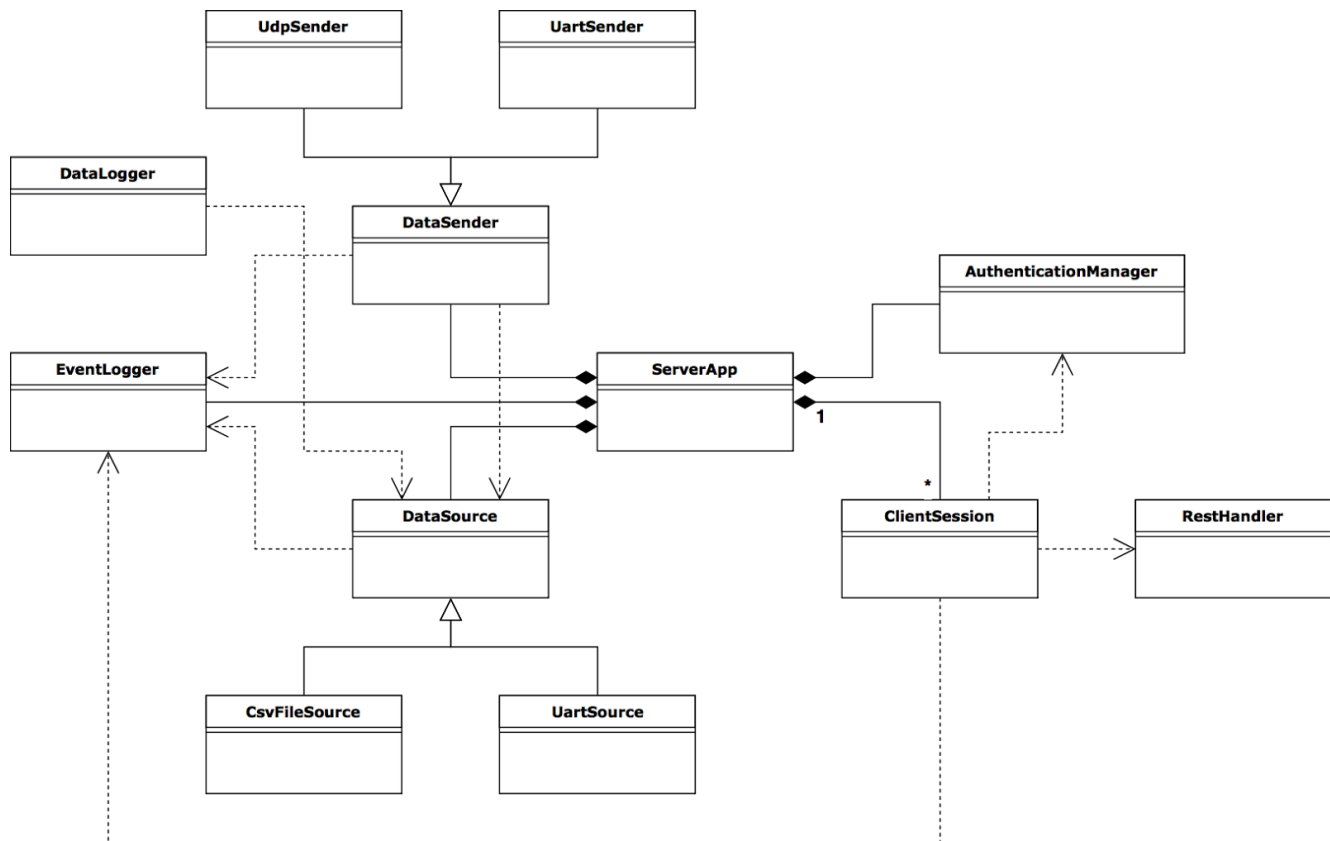 UdpSender
UartSender
DataLogger
DataSender
AuthenticationManager
EventLogger
ServerApp
1
*
DataSource
ClientSession
RestHandler
CsvFileSource
UartSource